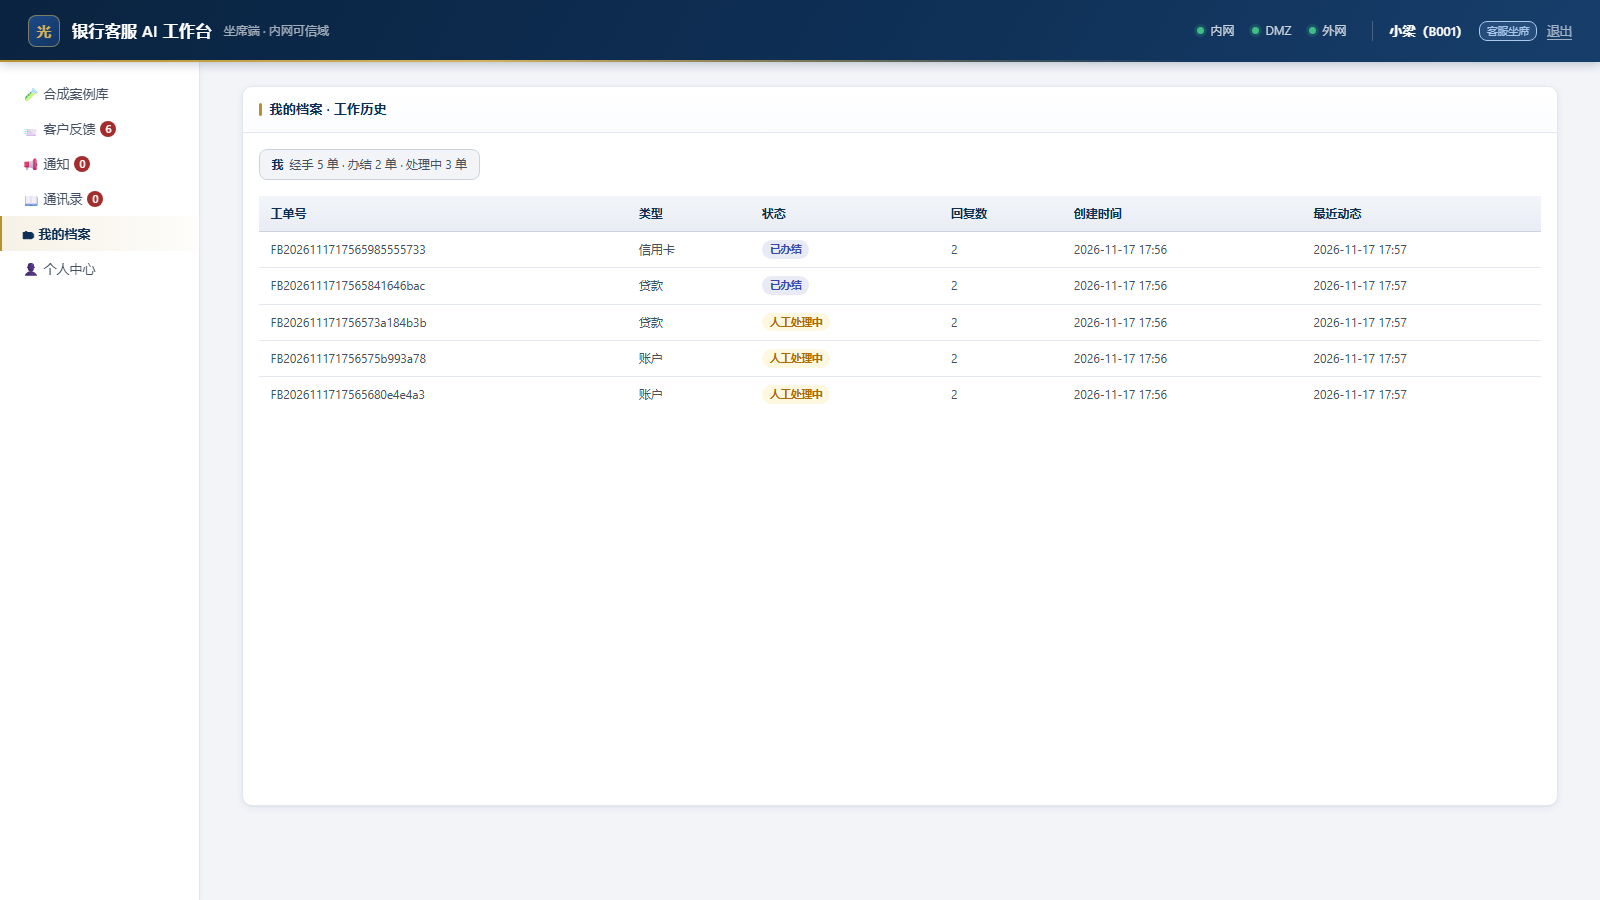 光 银行客服 AI 工作台 坐席端 · 内网可信域 内网 DMZ 外网 小梁 (B001) 客服坐席 退出
合成案例库
客户反馈 6
通知 0
通讯录 0
我的档案
个人中心
我的档案 · 工作历史
我 经手 5 单 · 办结 2 单 · 处理中 3 单
工单号 类型 状态 回复数 创建时间 最近动态
FB2026111717565985555733 信用卡 已办结 2 2026-11-17 17:56 2026-11-17 17:57
FB2026111717565841646bac 贷款 已办结 2 2026-11-17 17:56 2026-11-17 17:57
FB202611171756573a184b3b 贷款 人工处理中 2 2026-11-17 17:56 2026-11-17 17:57
FB202611171756575b993a78 账户 人工处理中 2 2026-11-17 17:56 2026-11-17 17:57
FB2026111717565680e4e4a3 账户 人工处理中 2 2026-11-17 17:56 2026-11-17 17:57